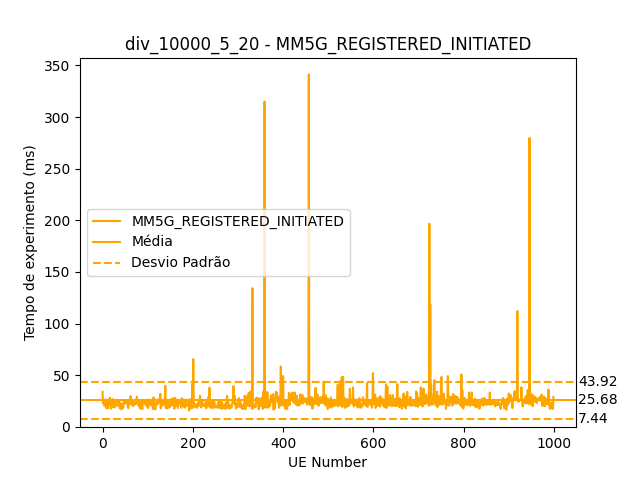 div_10000_5_20 - MM5G_REGISTERED_INITIATED
350
300
250
200
150
100
50
0
Tempo de experimento (ms)
MM5G_REGISTERED_INITIATED
Média
Desvio Padrão
43.92
25.68
7.44
0
200
400
600
800
1000
UE Number